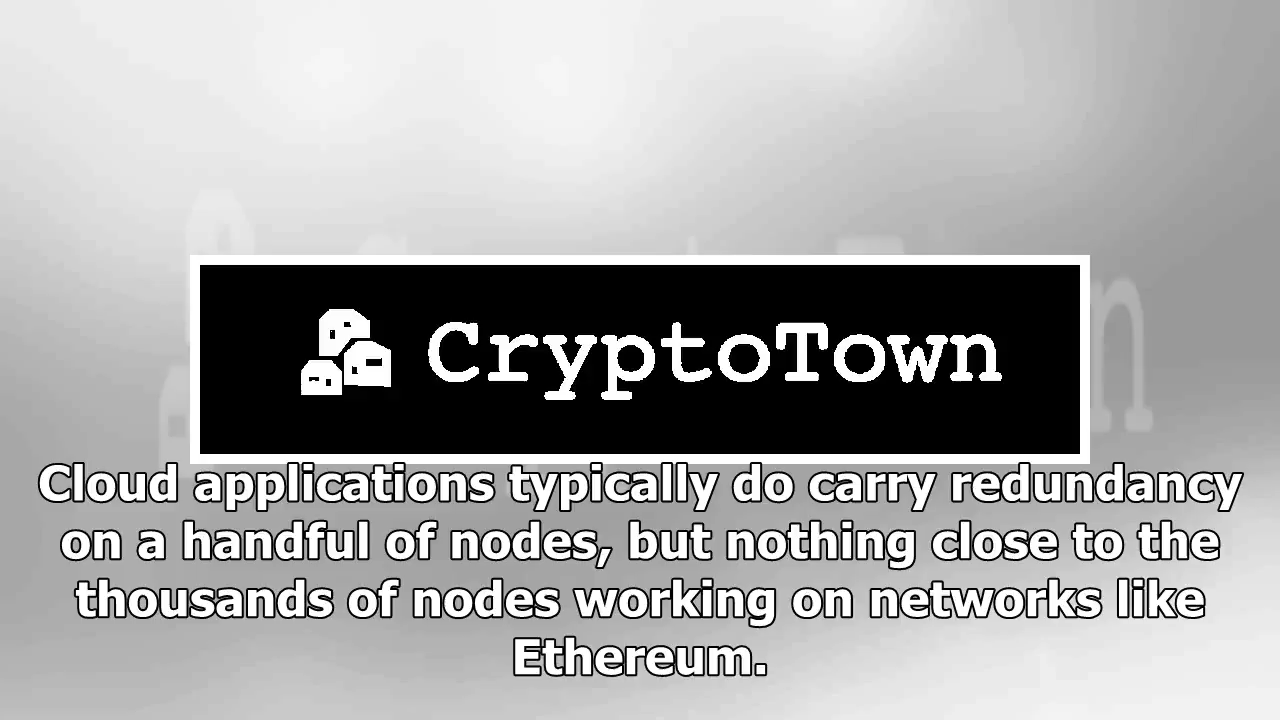 CryptoTown
Cloud applications typically do carry redundancy
on a handful of nodes, but nothing close to the
thousands of nodes working on networks like
Ethereum.